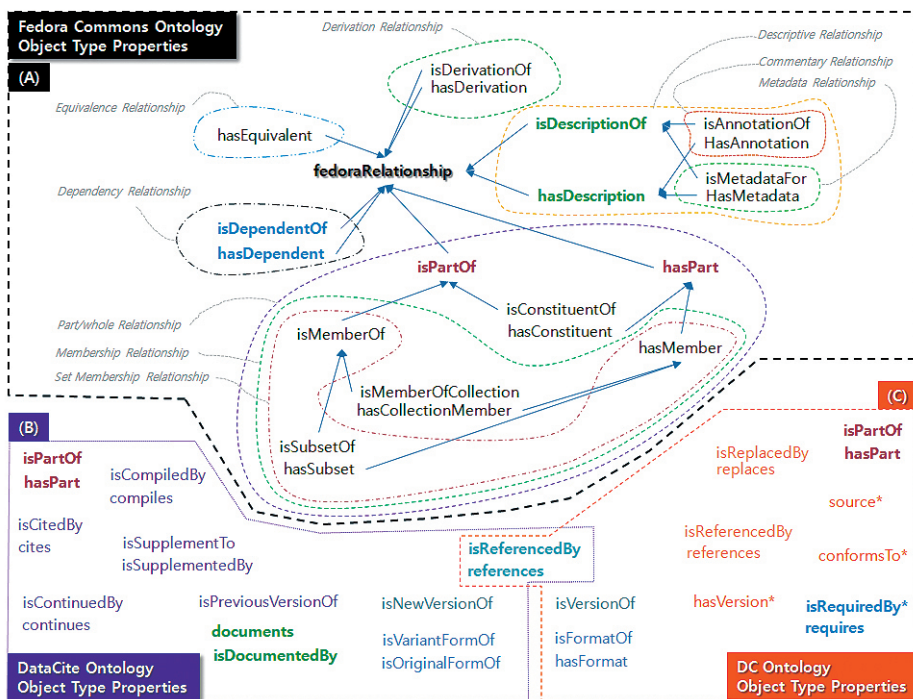 Fedora Commons Ontology
Object Type Properties
(A)
Derivation Relationship
Descriptive Relationship
Commentary Relationship
Metadata Relationship
Equivalence Relationship
isDerivationOf
hasDerivation
hasEquivalent
isDescriptionOf
isAnnotationOf
HasAnnotation
fedoraRelationship
isMetadataFor
HasMetadata
hasDescription
Dependency Relationship
isDependentOf
hasDependent
isPartOf
hasPart
isConstituentOf
hasConstituent
Part/whole Relationship
isMemberOf
hasMember
Membership Relationship
Set Membership Relationship
isMemberOfCollection
hasCollectionMember
isSubsetOf
hasSubset
(B)
isPartOf
hasPart
isCompiledBy
compiles
isCitedBy
cites
isSupplementTo
isSupplementedBy
isContinuedBy
continues
isPreviousVersionOf
documents
isDocumentedBy
isNewVersionOf
isVariantFormOf
isOriginalFormOf
DataCite Ontology
Object Type Properties
isReferencedBy
references
isVersionOf
isFormatOf
hasFormat
(C)
isPartOf
hasPart
isReplacedBy
replaces
source*
isReferencedBy
references
conformsTo*
hasVersion*
isRequiredBy*
requires
DC Ontology
Object Type Properties